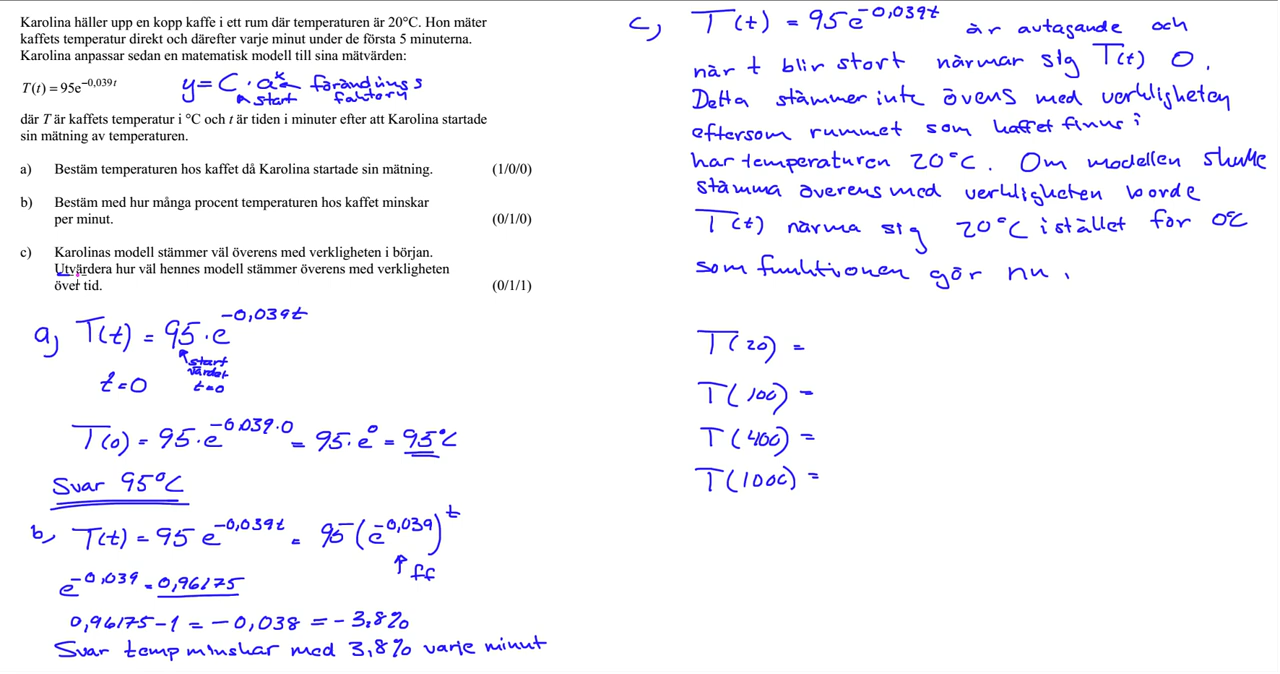 Karolina häller upp en kopp kaffe i ett rum där temperaturen är 20°C. Hon mäter
kaffets temperatur direkt och därefter varje minut under de första 5 minuterna.
Karolina anpassar sedan en matematisk modell till sina mätvärden:
T(t) = 95e^{-0,039t}
y = C · a^x förändrings
start faktorn
där T är kaffets temperatur i °C och t är tiden i minuter efter att Karolina startade
sin mätning av temperaturen.
a) Bestäm temperaturen hos kaffet då Karolina startade sin mätning. (1/0/0)
b) Bestäm med hur många procent temperaturen hos kaffet minskar
per minut. (0/1/0)
c) Karolinas modell stämmer väl överens med verkligheten i början.
Utvärdera hur väl hennes modell stämmer överens med verkligheten
över tid. (0/1/1)
a) T(t) = 95 · e^{-0,039t}
start
värdet
t=0 t=0
T(0) = 95 · e^{-0,039·0} = 95 · e^0 = 95°C
Svar 95°C
b) T(t) = 95 e^{-0,039t} = 95 (e^{-0,039})^t
ff
e^{-0,039} = 0,96175
0,96175-1 = -0,038 = -3,8%
Svar temp minskar med 3,8% varje minut
c) T(t) = 95e^{-0,039t} är avtagande och
när t blir stort närmar sig T(t) 0.
Detta stämmer inte överens med verkligheten
eftersom rummet som kaffet finns i
har temperaturen 20°C. Om modellen skulle
stämma överens med verkligheten borde
T(t) närma sig 20°C istället för 0°C
som funktionen gör nu.
T(20) =
T(100) =
T(400) =
T(1000) =